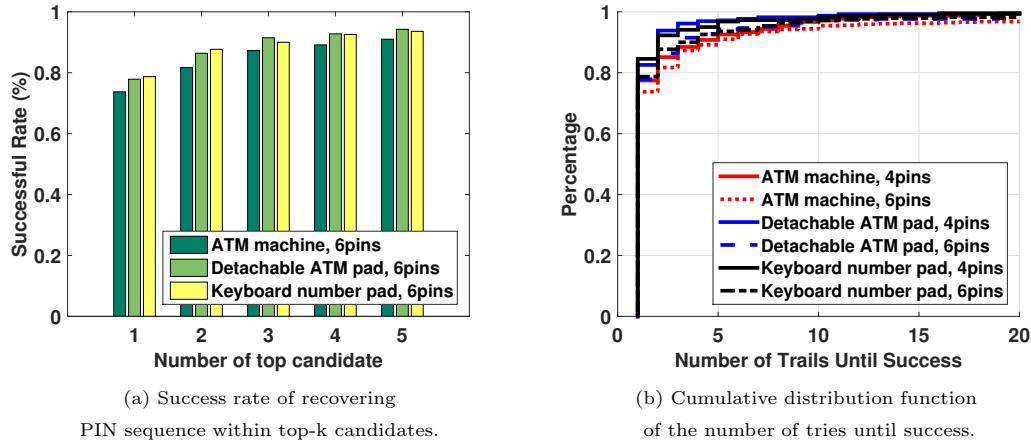 Successful Rate (%)
1
0.8
0.6
0.4
0.2
0
ATM machine, 6pins
Detachable ATM pad, 6pins
Keyboard number pad, 6pins
1 2 3 4 5
Number of top candidate
(a) Success rate of recovering
PIN sequence within top-k candidates.
Percentage
1
0.8
0.6
0.4
0.2
0
ATM machine, 4pins
ATM machine, 6pins
Detachable ATM pad, 4pins
Detachable ATM pad, 6pins
Keyboard number pad, 4pins
Keyboard number pad, 6pins
0 5 10 15 20
Number of Trails Until Success
(b) Cumulative distribution function
of the number of tries until success.